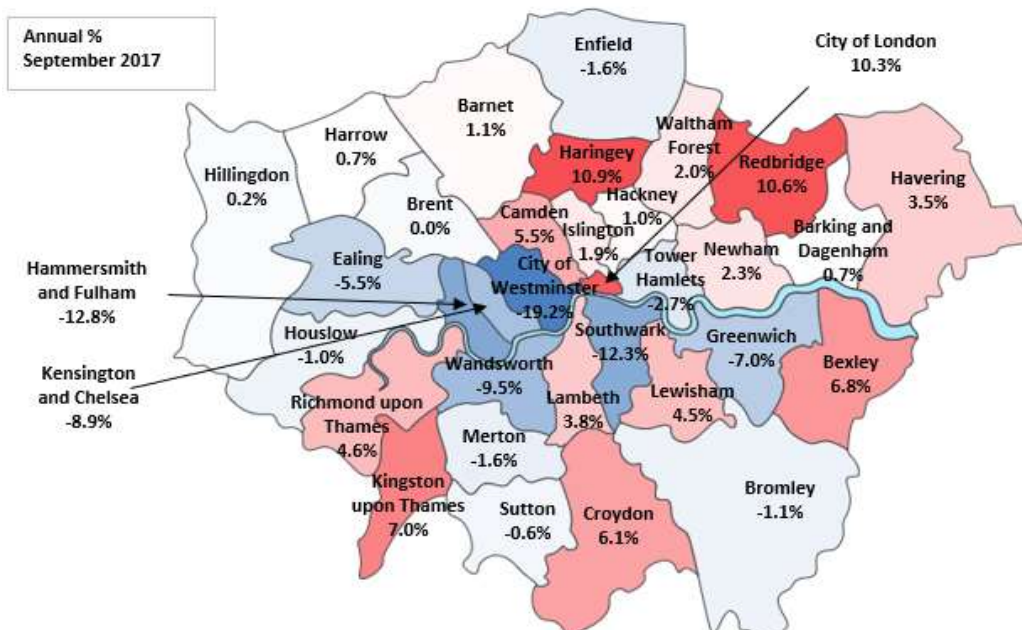 Annual %
September 2017
Enfield
-1.6%
City of London
10.3%
Barnet
1.1%
Harrow
0.7%
Hillingdon
0.2%
Haringey
10.9%
Waltham
Forest
2.0%
Redbridge
10.6%
Havering
3.5%
Hackney
1.0%
Brent
0.0%
Camden
5.5%
Islington
1.9%
Newham
2.3%
Barking and
Dagenham
0.7%
Ealing
-5.5%
City of
Westminster
-19.2%
Tower
Hamlets
-2.7%
Hammersmith
and Fulham
-12.8%
Houslow
-1.0%
Southwark
-12.3%
Greenwich
-7.0%
Wandsworth
-9.5%
Kensington
and Chelsea
-8.9%
Bexley
6.8%
Lambeth
3.8%
Lewisham
4.5%
Richmond upon
Thames
4.6%
Merton
-1.6%
Kingston
upon Thames
7.0%
Sutton
-0.6%
Croydon
6.1%
Bromley
-1.1%